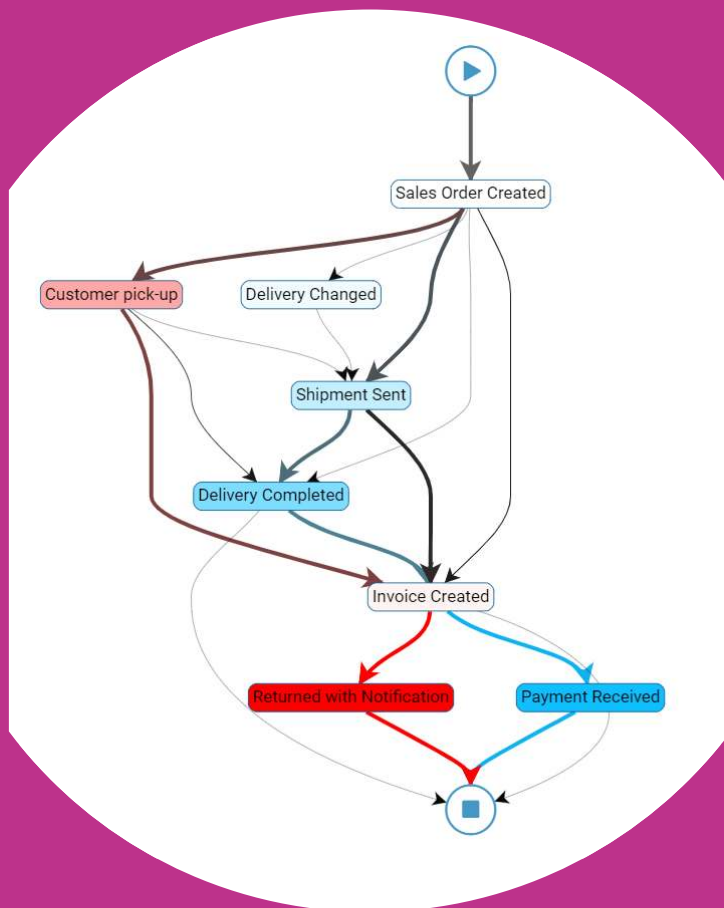 Sales Order Created
Customer pick-up
Delivery Changed
Shipment Sent
Delivery Completed
Invoice Created
Returned with Notification
Payment Received